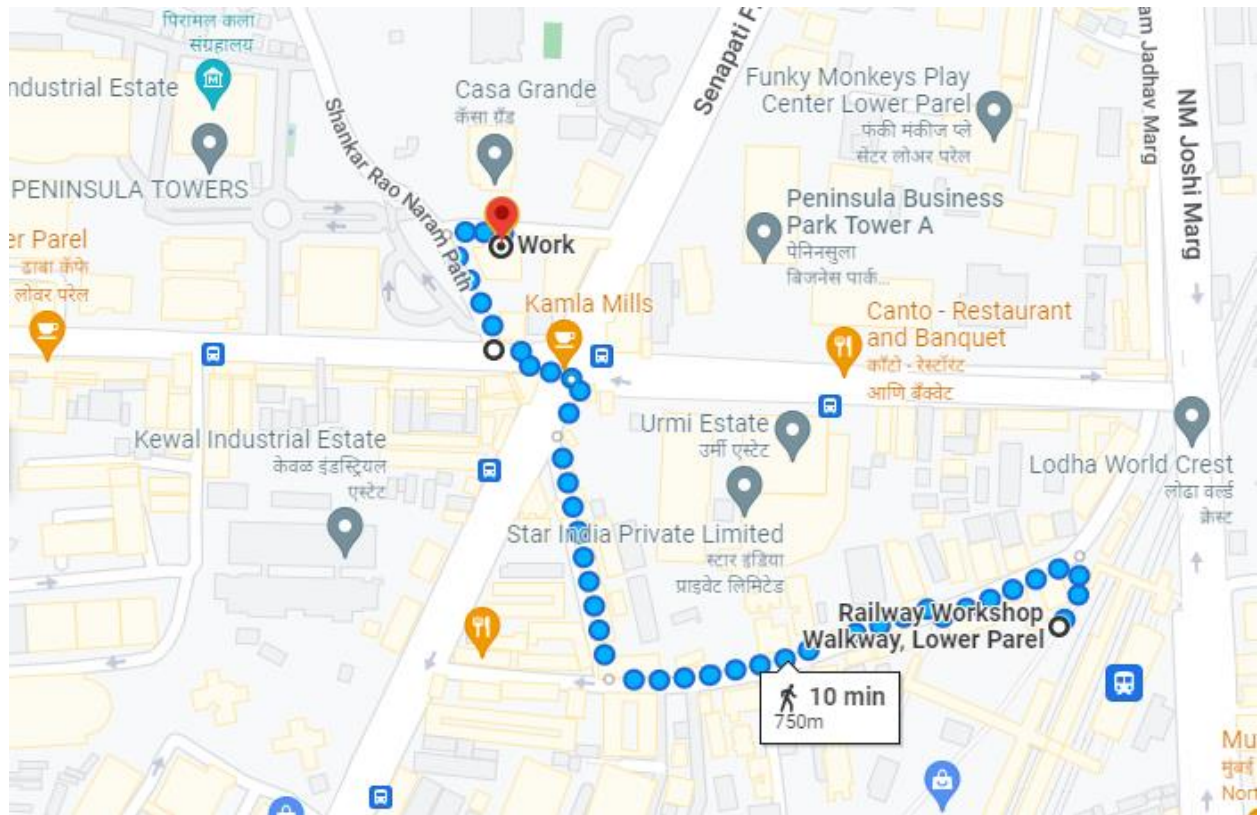 पिरामल कला
संग्रहालय
ndustrial Estate
PENINSULA TOWERS
Shankar Rao Naram Path
Casa Grande
कॅसा ग्रँड
Senapati
Funky Monkeys Play
Center Lower Parel
फंकी मंकीज प्ले
सेंटर लोअर परेल
am Jadhav Marg
NM Joshi Marg
Peninsula Business
Park Tower A
पेनिनसुला
बिजनेस पार्क...
er Parel
ढाबा कॅफे
लोवर परेल
Work
Kamla Mills
Canto - Restaurant
and Banquet
काँटो - रेस्टॉरंट
आणि बँक्वेट
Kewal Industrial Estate
केवळ इंडस्ट्रियल
एस्टेट
Urmi Estate
उर्मी एस्टेट
Lodha World Crest
लोढा वर्ल्ड
क्रेस्ट
Star India Private Limited
स्टार इंडिया
प्राइवेट लिमिटेड
Railway Workshop
Walkway, Lower Parel
10 min
750m
Mu
मुंबई
Nort